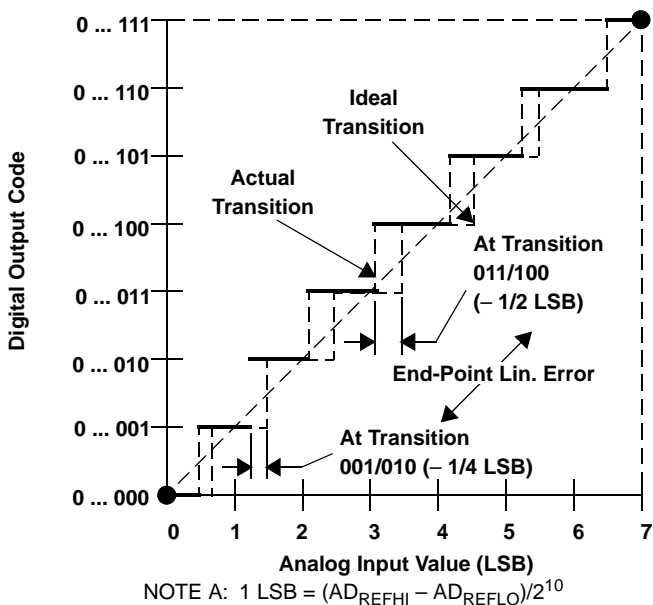 0 ... 111
0 ... 110
0 ... 101
0 ... 100
0 ... 011
0 ... 010
0 ... 001
0 ... 000
Digital Output Code
Ideal
Transition
Actual
Transition
At Transition
011/100
(– 1/2 LSB)
End-Point Lin. Error
At Transition
001/010 (– 1/4 LSB)
0 1 2 3 4 5 6 7
Analog Input Value (LSB)
NOTE A: 1 LSB = (AD_REFHI – AD_REFLO)/2^10